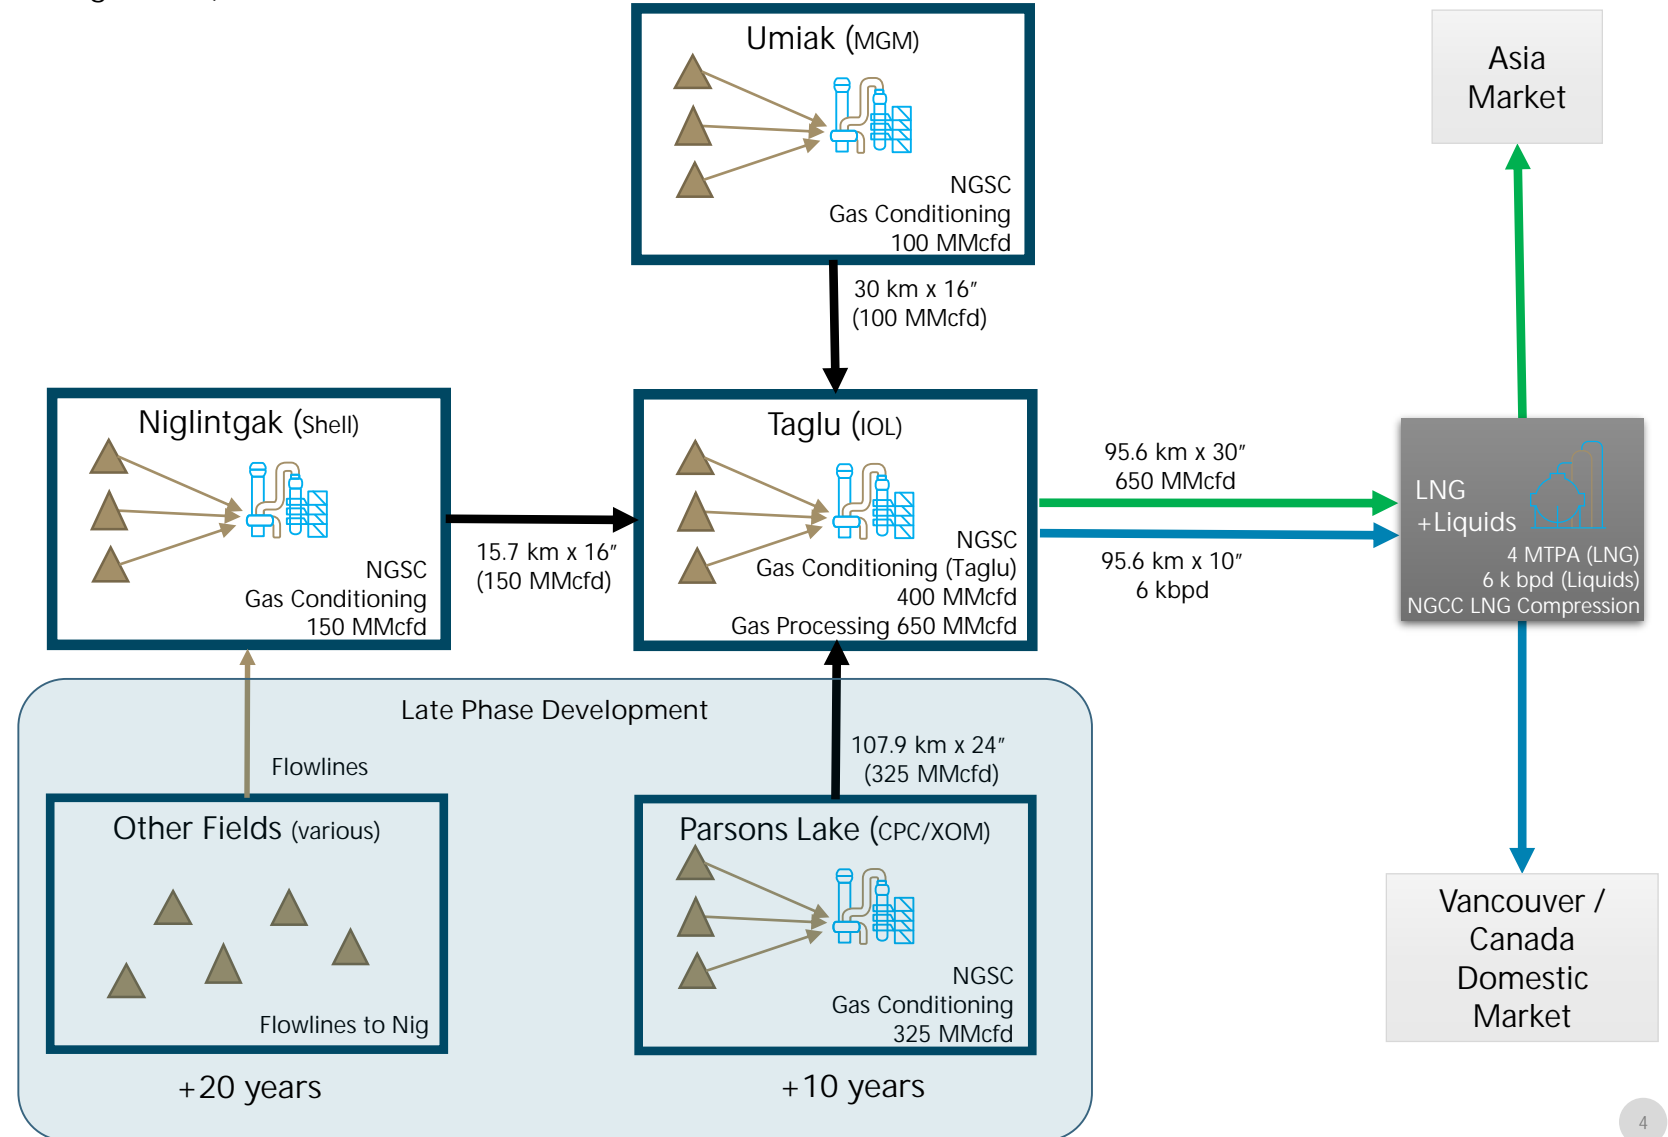 Umiak (MGM)
NGSC
Gas Conditioning
100 MMcfd
30 km x 16″
(100 MMcfd)
Asia
Market
Niglintgak (Shell)
NGSC
Gas Conditioning
150 MMcfd
15.7 km x 16″
(150 MMcfd)
Taglu (IOL)
NGSC
Gas Conditioning (Taglu)
400 MMcfd
Gas Processing 650 MMcfd
95.6 km x 30″
650 MMcfd
95.6 km x 10″
6 kbpd
LNG
+Liquids
4 MTPA (LNG)
6 k bpd (Liquids)
NGCC LNG Compression
Late Phase Development
Flowlines
107.9 km x 24″
(325 MMcfd)
Other Fields (various)
Flowlines to Nig
+20 years
Parsons Lake (CPC/XOM)
NGSC
Gas Conditioning
325 MMcfd
+10 years
Vancouver /
Canada
Domestic
Market
4